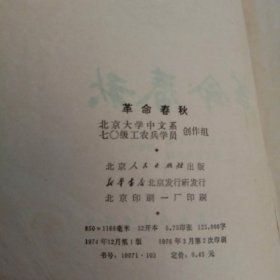 革命春秋
革命春秋
北京大学中文系
七〇级工农兵学员 创作组
北京人民出版社出版
新华书店北京发行所发行
北京印刷一厂印刷
850×1168毫米 32开本 5.75印张 123,000字
1974年12月第1版 1975年3月第2次印刷
书号：10071·103 定价：0.45元